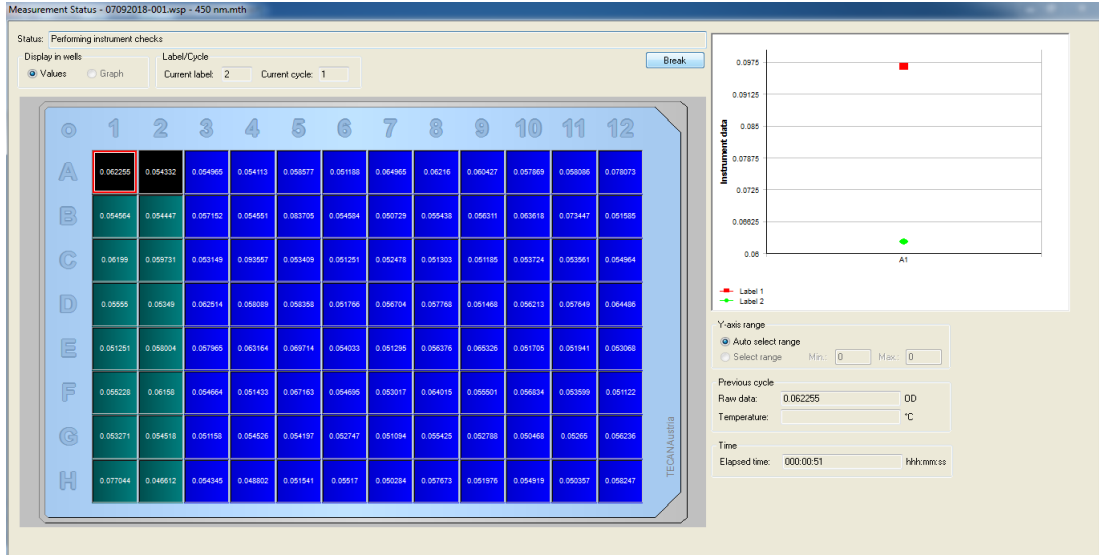 Measurement Status - 07092018-001.wsp - 450 nm.mth
Status: Performing instrument checks
Display in wells
Values Graph
Label/Cycle
Current label: 2 Current cycle: 1
Break
o 1 2 3 4 5 6 7 8 9 10 11 12
A 0.062255 0.054332 0.054965 0.054113 0.058577 0.051188 0.064965 0.06216 0.060427 0.057869 0.058086 0.078073
B 0.054564 0.054447 0.057152 0.054551 0.083705 0.054584 0.050729 0.055438 0.056311 0.063618 0.073447 0.051585
C 0.06199 0.059731 0.053149 0.093557 0.053409 0.051251 0.052478 0.051303 0.051185 0.053724 0.053561 0.054964
D 0.05555 0.05349 0.062514 0.058089 0.058358 0.051766 0.056704 0.057768 0.051468 0.056213 0.057649 0.064486
E 0.051251 0.058004 0.057965 0.063164 0.069714 0.054033 0.051295 0.056376 0.065326 0.051705 0.051941 0.053068
F 0.055228 0.06156 0.054664 0.051433 0.067163 0.054695 0.053017 0.064015 0.055501 0.056834 0.053599 0.051122
G 0.053271 0.054518 0.051158 0.054526 0.054197 0.052747 0.051094 0.055425 0.052788 0.050468 0.05265 0.056236
H 0.077044 0.046612 0.054345 0.048802 0.051541 0.05517 0.050284 0.057673 0.051976 0.054919 0.050357 0.058247
TECANAustria
Instrument data
0.0975
0.09125
0.085
0.07875
0.0725
0.06625
0.06
A1
Label 1
Label 2
Y-axis range
Auto select range
Select range Min.: 0 Max.: 0
Previous cycle
Raw data: 0.062255 OD
Temperature: °C
Time
Elapsed time: 000:00:51 hhh:mm:ss